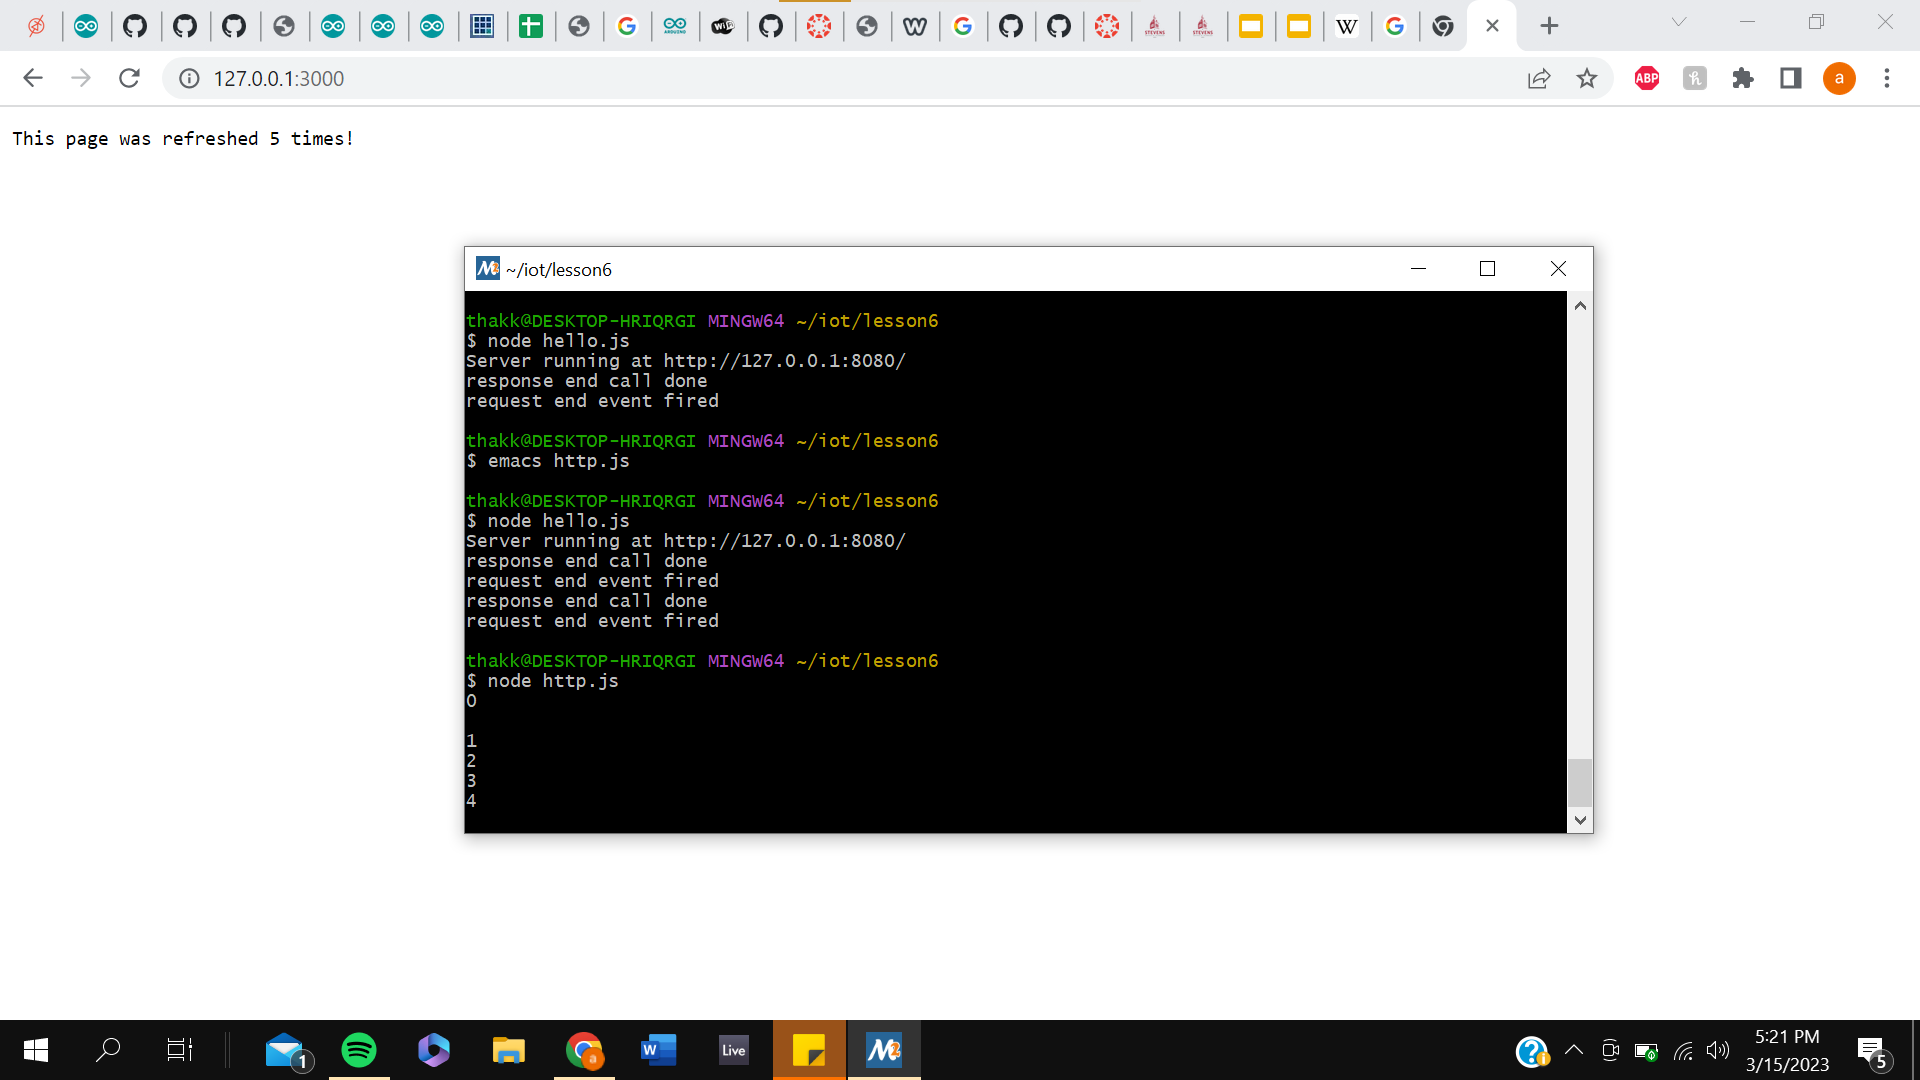 127.0.0.1:3000
ABP
a
This page was refreshed 5 times!
~/iot/lesson6
thakk@DESKTOP-HRIQRGI MINGW64 ~/iot/lesson6
$ node hello.js
Server running at http://127.0.0.1:8080/
response end call done
request end event fired
thakk@DESKTOP-HRIQRGI MINGW64 ~/iot/lesson6
$ emacs http.js
thakk@DESKTOP-HRIQRGI MINGW64 ~/iot/lesson6
$ node hello.js
Server running at http://127.0.0.1:8080/
response end call done
request end event fired
response end call done
request end event fired
thakk@DESKTOP-HRIQRGI MINGW64 ~/iot/lesson6
$ node http.js
0
1
2
3
4
1
Live
5:21 PM
3/15/2023
5